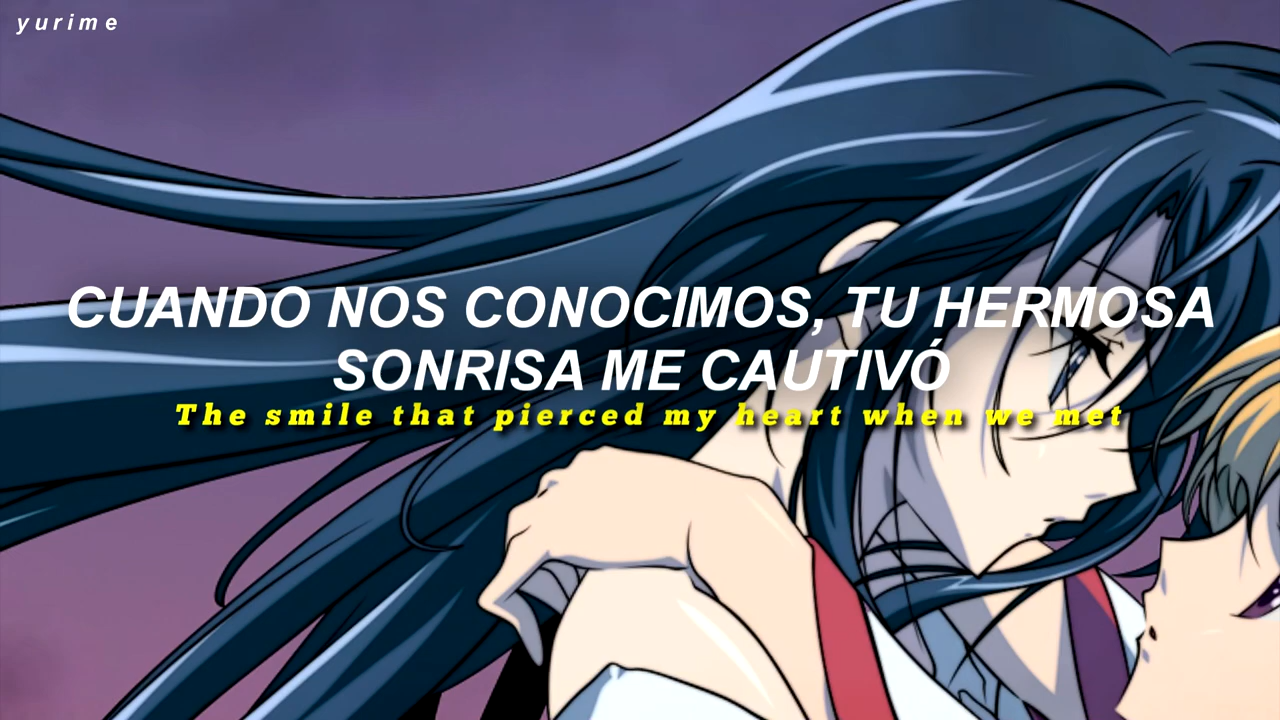 yurime
CUANDO NOS CONOCIMOS, TU HERMOSA
SONRISA ME CAUTIVÓ
The smile that pierced my heart when we met